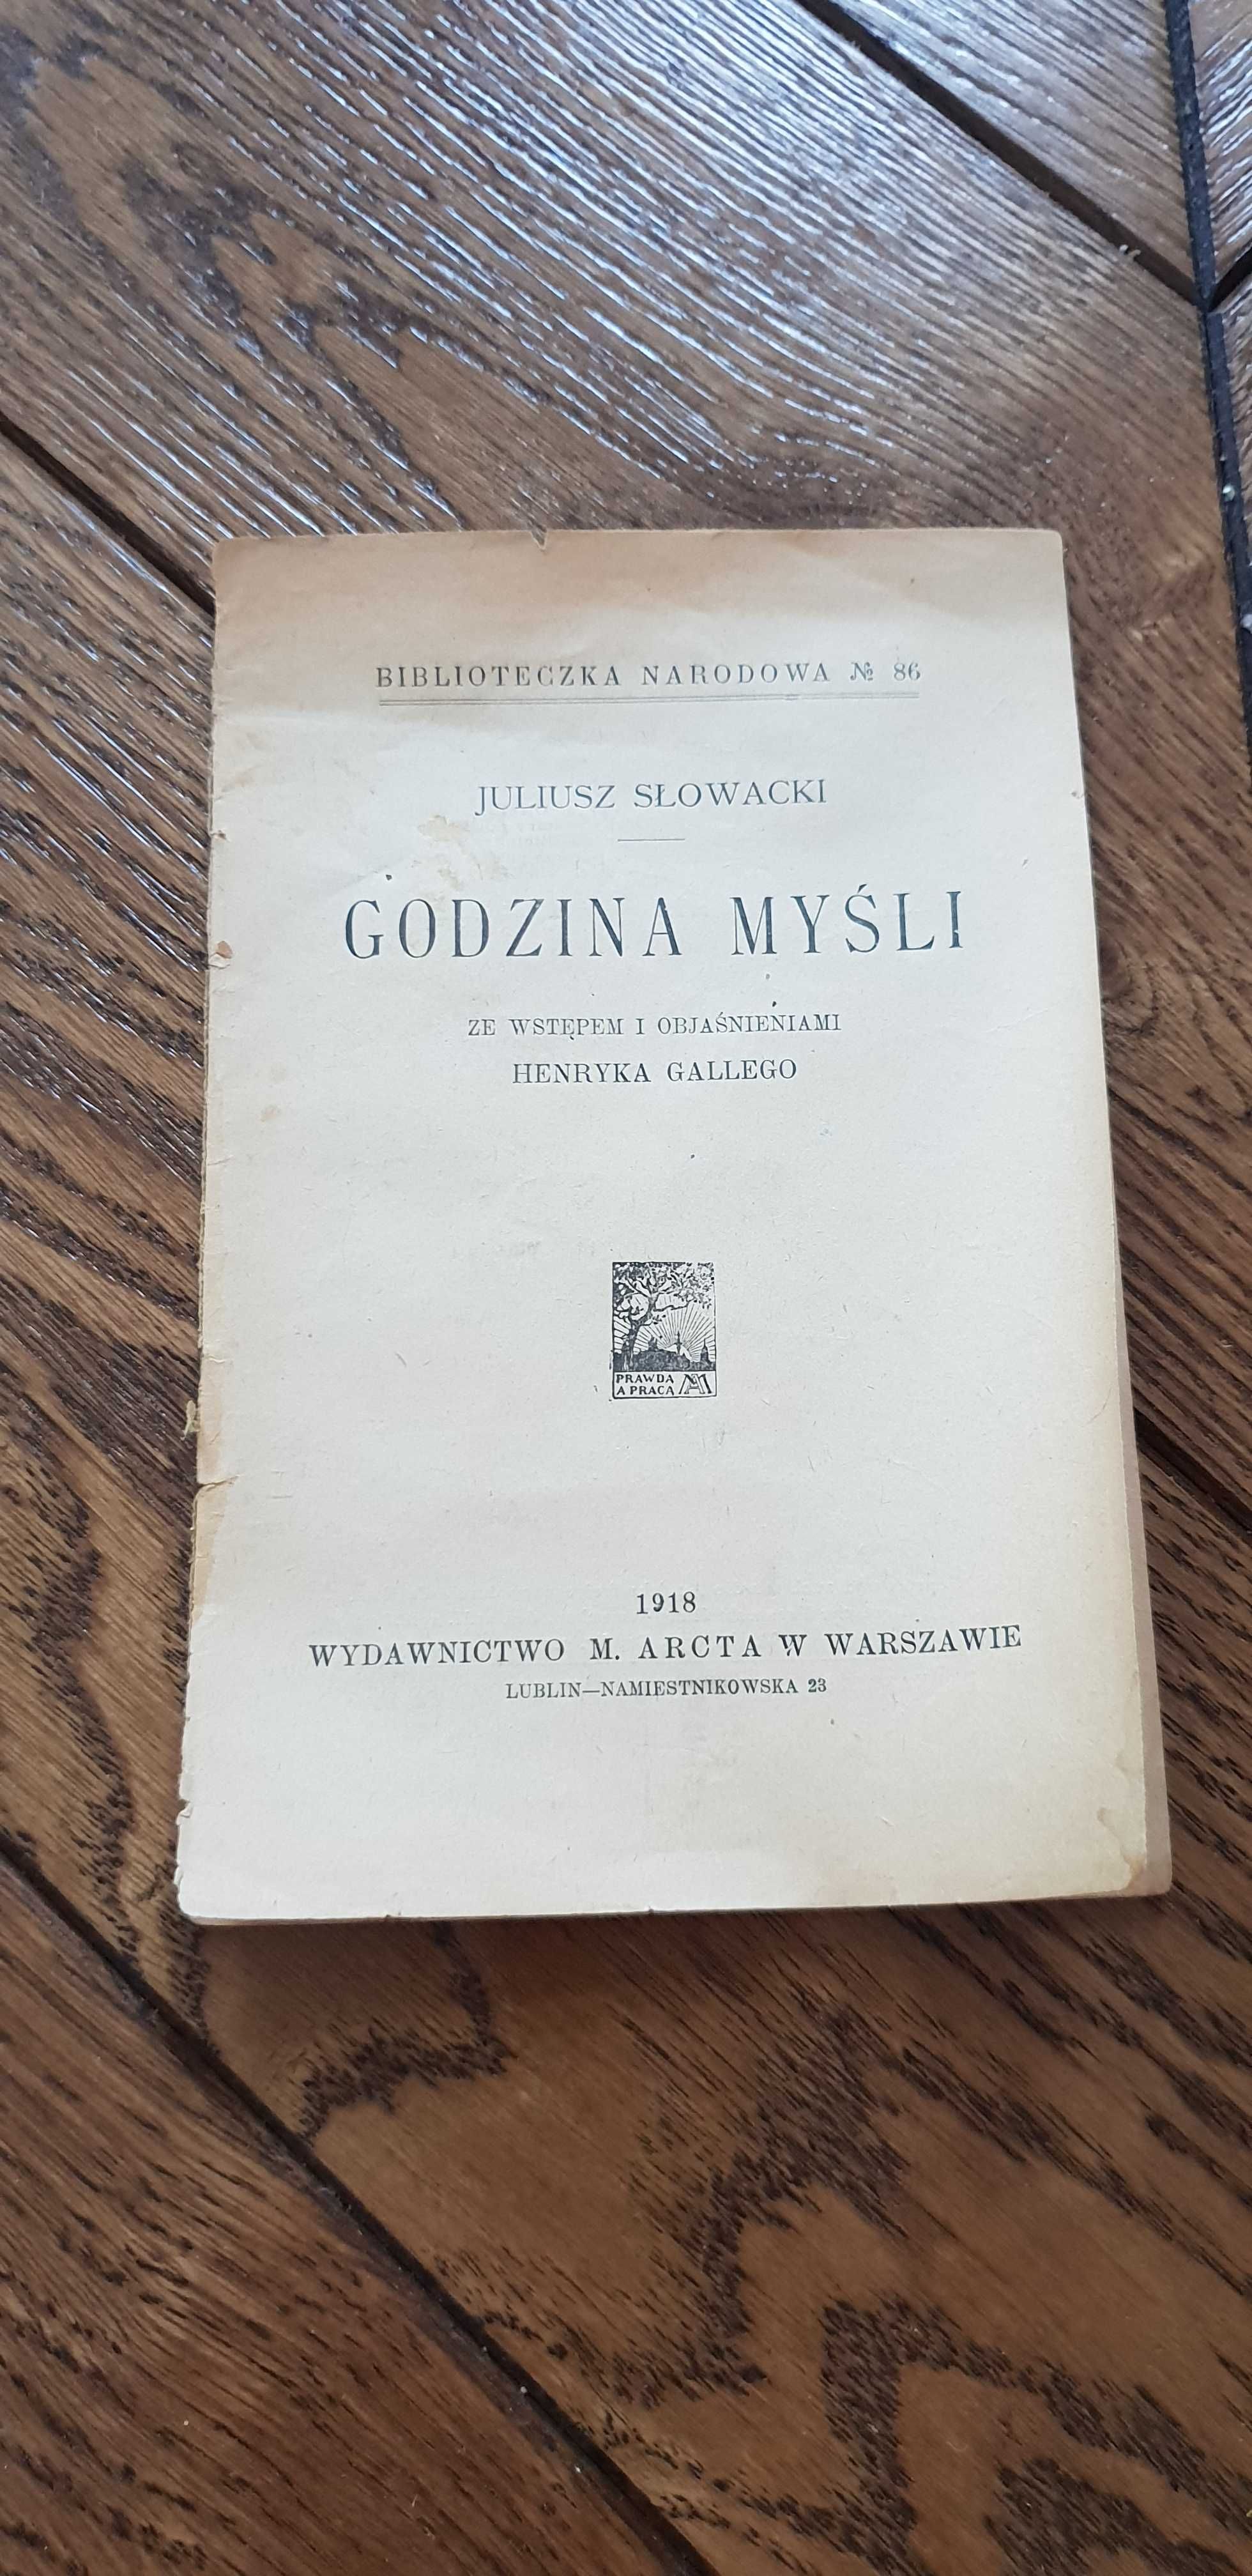 BIBLIOTECZKA NARODOWA № 86
JULIUSZ SŁOWACKI
GODZINA MYŚLI
ZE WSTĘPEM I OBJAŚNIENIAMI
HENRYKA GALLEGO
PRAWDA
A PRACA
1918
WYDAWNICTWO M. ARCTA W WARSZAWIE
LUBLIN—NAMIESTNIKOWSKA 23